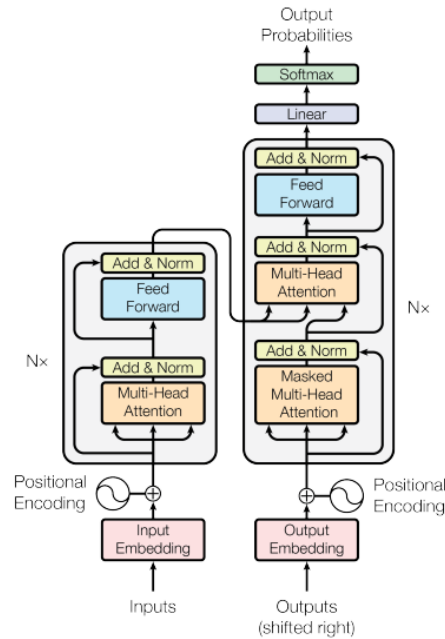 Output
Probabilities
Softmax
Linear
Add & Norm
Feed
Forward
Add & Norm
Multi-Head
Attention
Nx
Add & Norm
Masked
Multi-Head
Attention
Positional
Encoding
Output
Embedding
Outputs
(shifted right)
Add & Norm
Feed
Forward
Nx
Add & Norm
Multi-Head
Attention
Positional
Encoding
Input
Embedding
Inputs